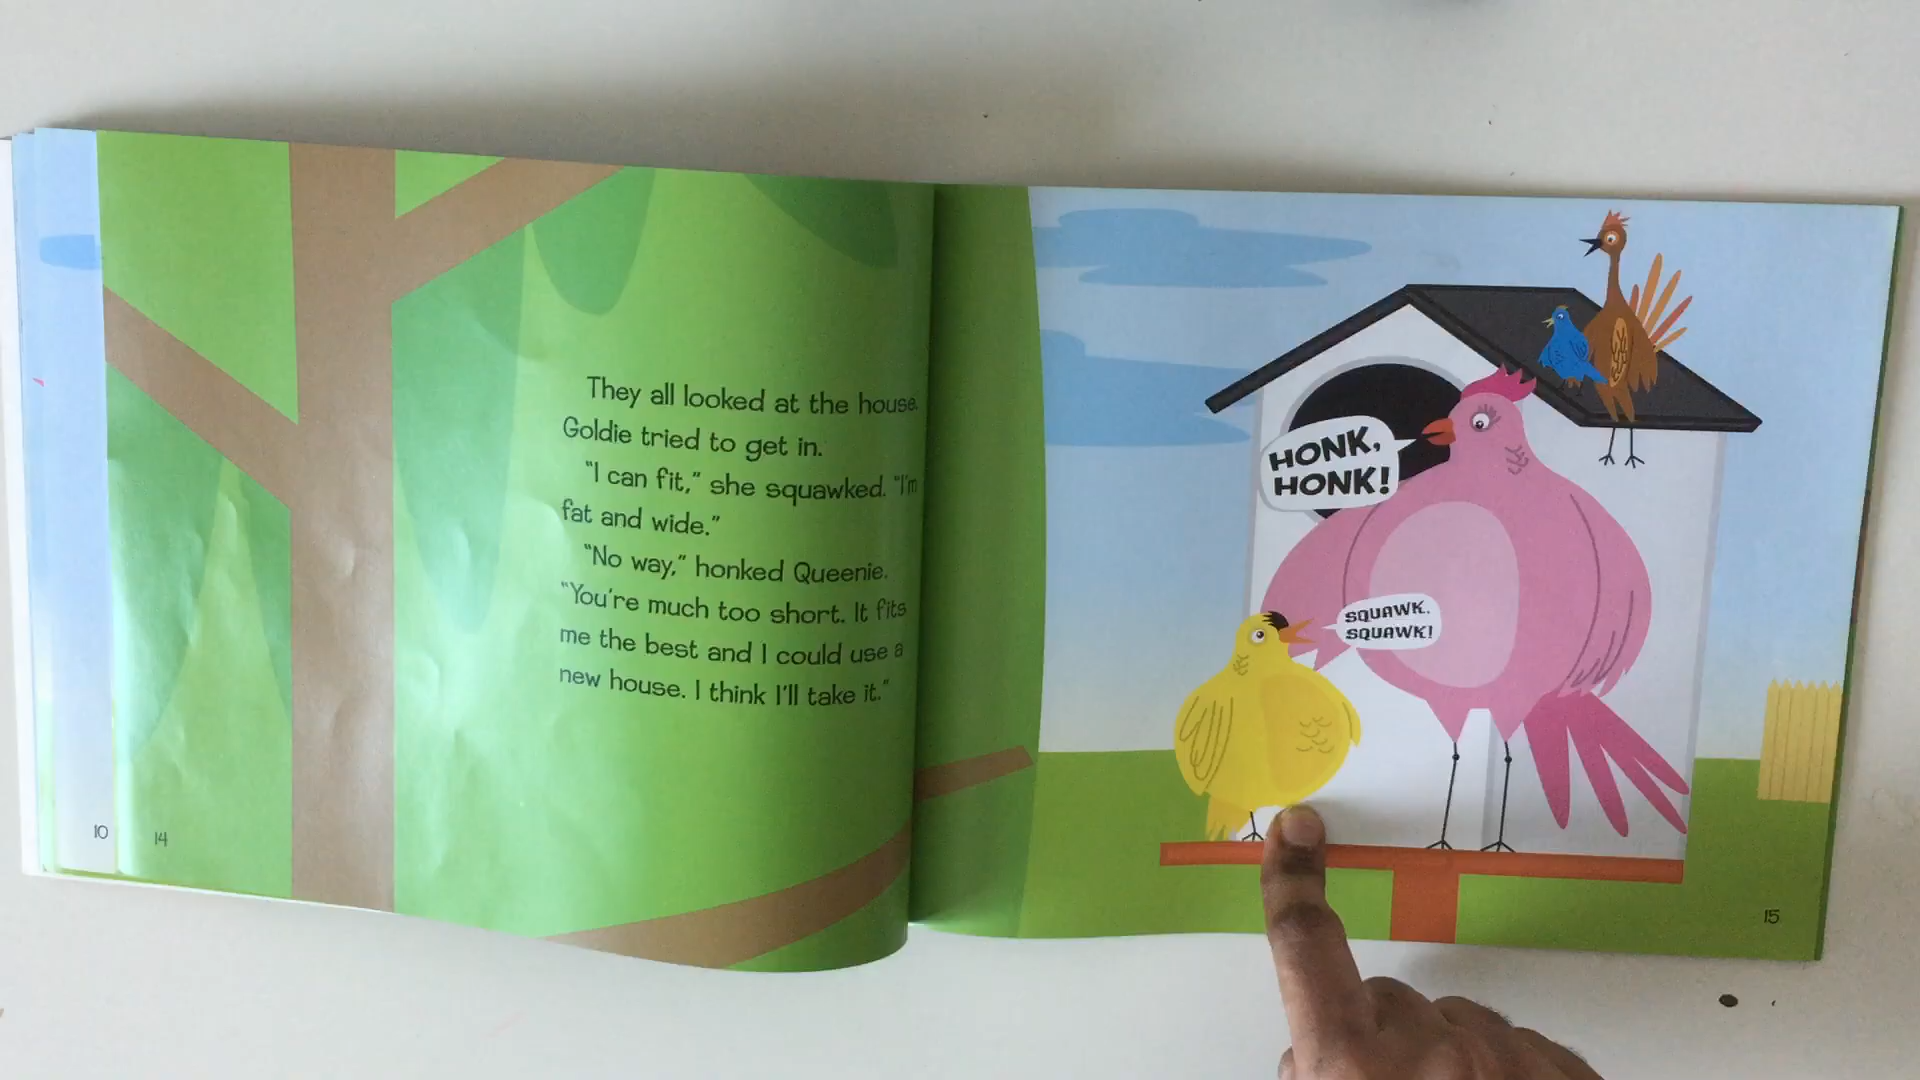 They all looked at the house.
Goldie tried to get in.
"I can fit," she squawked. "I'm
fat and wide."
"No way," honked Queenie.
"You're much too short. It fits
me the best and I could use a
new house. I think I'll take it."
10
14
HONK,
HONK!
SQUAWK,
SQUAWK!
15